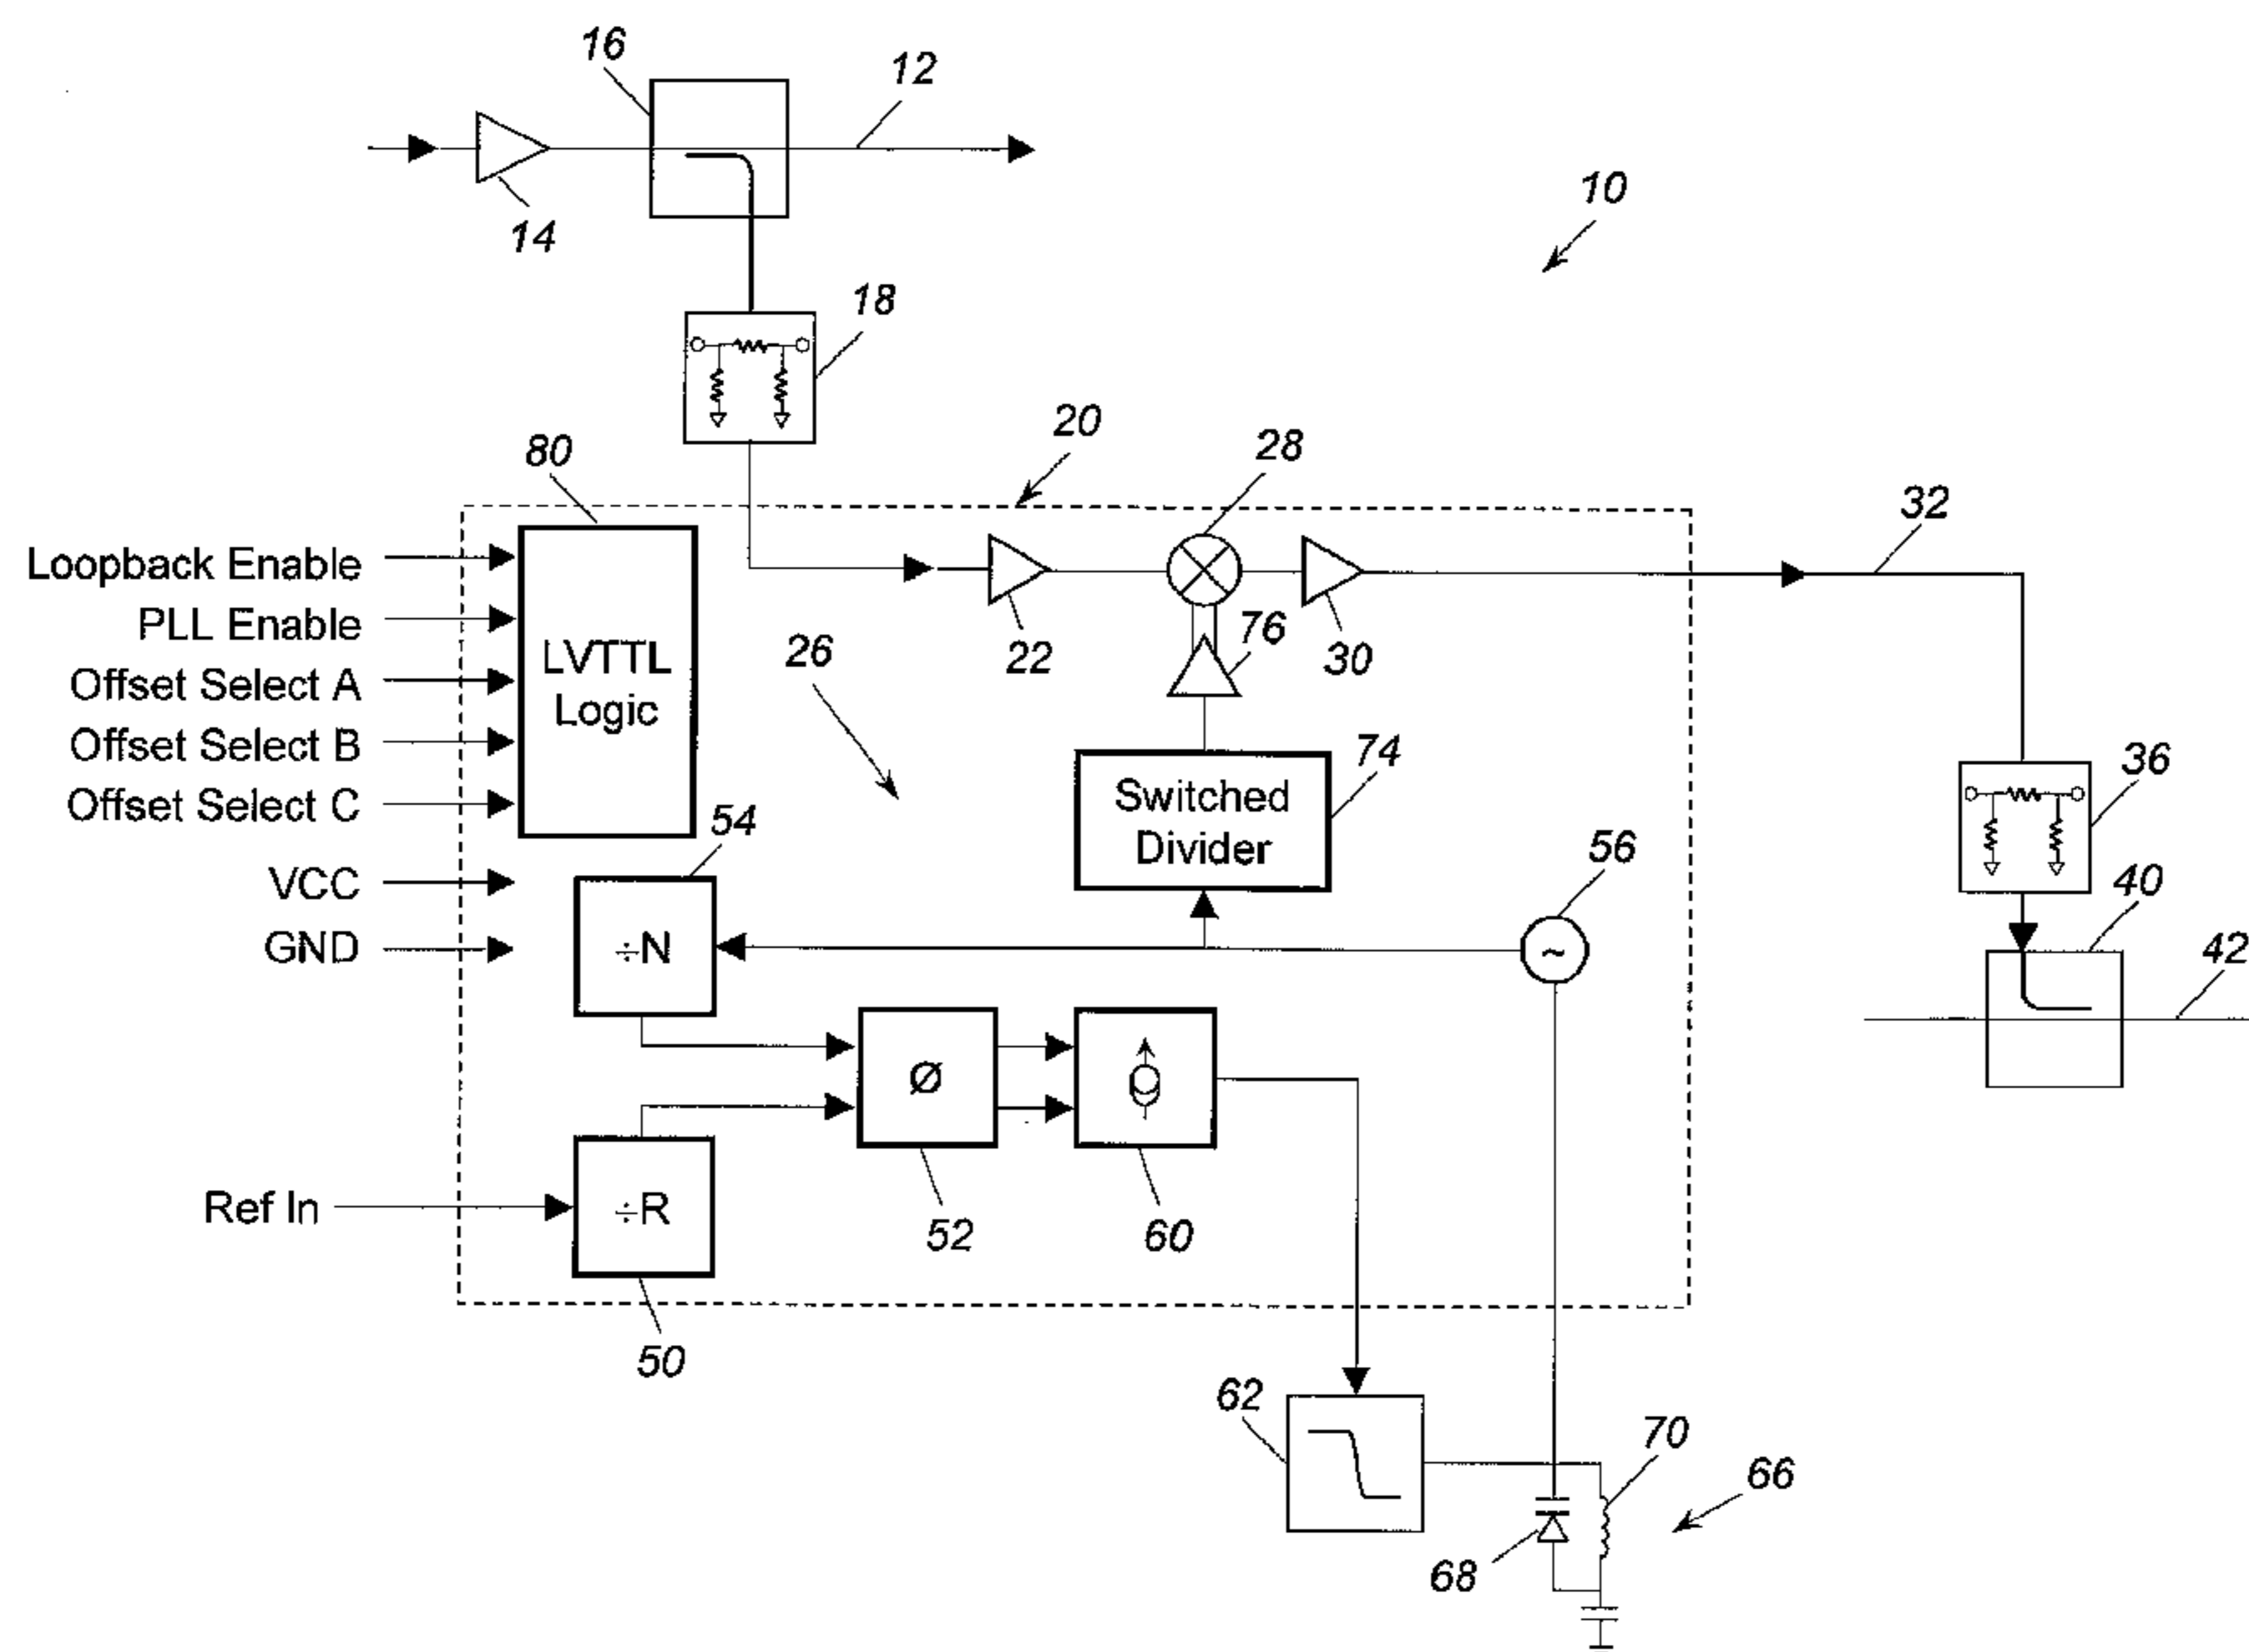 16
12
14
10
18
20
28
80
32
Loopback Enable
PLL Enable
Offset Select A
Offset Select B
Offset Select C
LVTTL
Logic
26
22
76
30
74
Switched
Divider
36
54
56
40
VCC
GND
÷N
~
42
Ø
Ref In
÷R
52
60
50
62
70
66
68